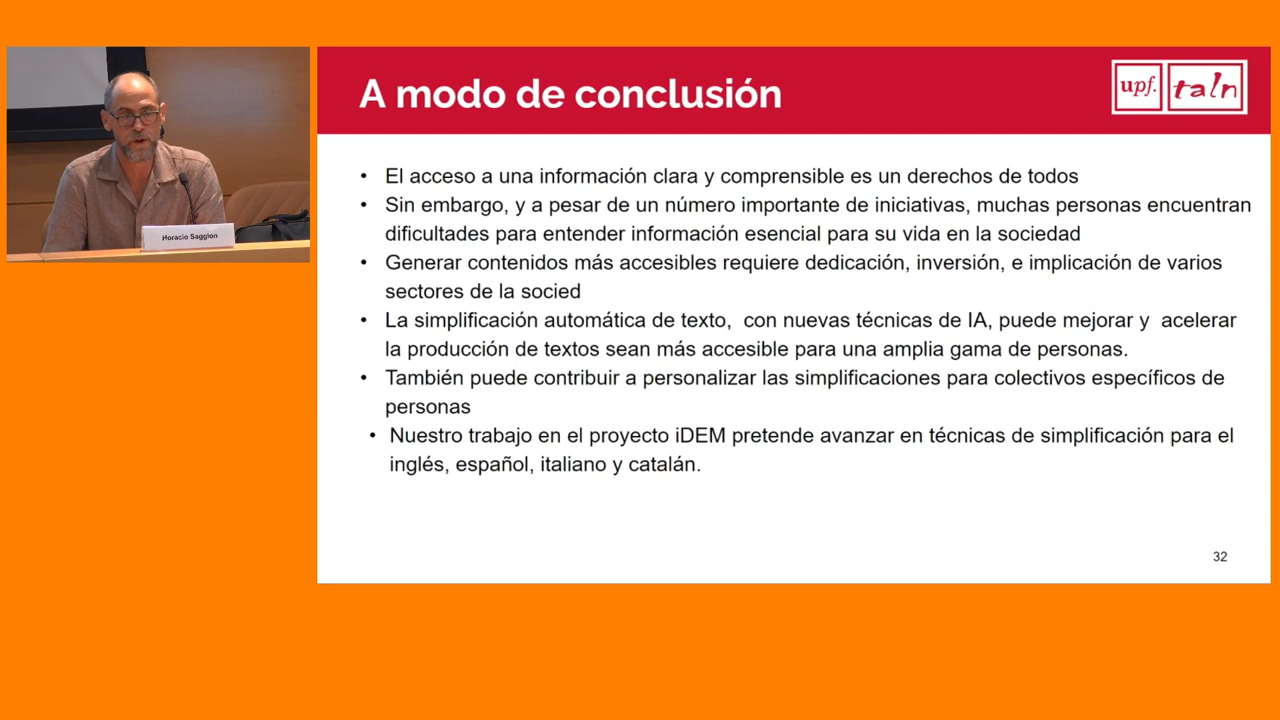 A modo de conclusión
upf. taln
Horacio Saggion
• El acceso a una información clara y comprensible es un derechos de todos
• Sin embargo, y a pesar de un número importante de iniciativas, muchas personas encuentran
dificultades para entender información esencial para su vida en la sociedad
• Generar contenidos más accesibles requiere dedicación, inversión, e implicación de varios
sectores de la socied
• La simplificación automática de texto,  con nuevas técnicas de IA, puede mejorar y  acelerar
la producción de textos sean más accesible para una amplia gama de personas.
• También puede contribuir a personalizar las simplificaciones para colectivos específicos de
personas
• Nuestro trabajo en el proyecto iDEM pretende avanzar en técnicas de simplificación para el
inglés, español, italiano y catalán.
32